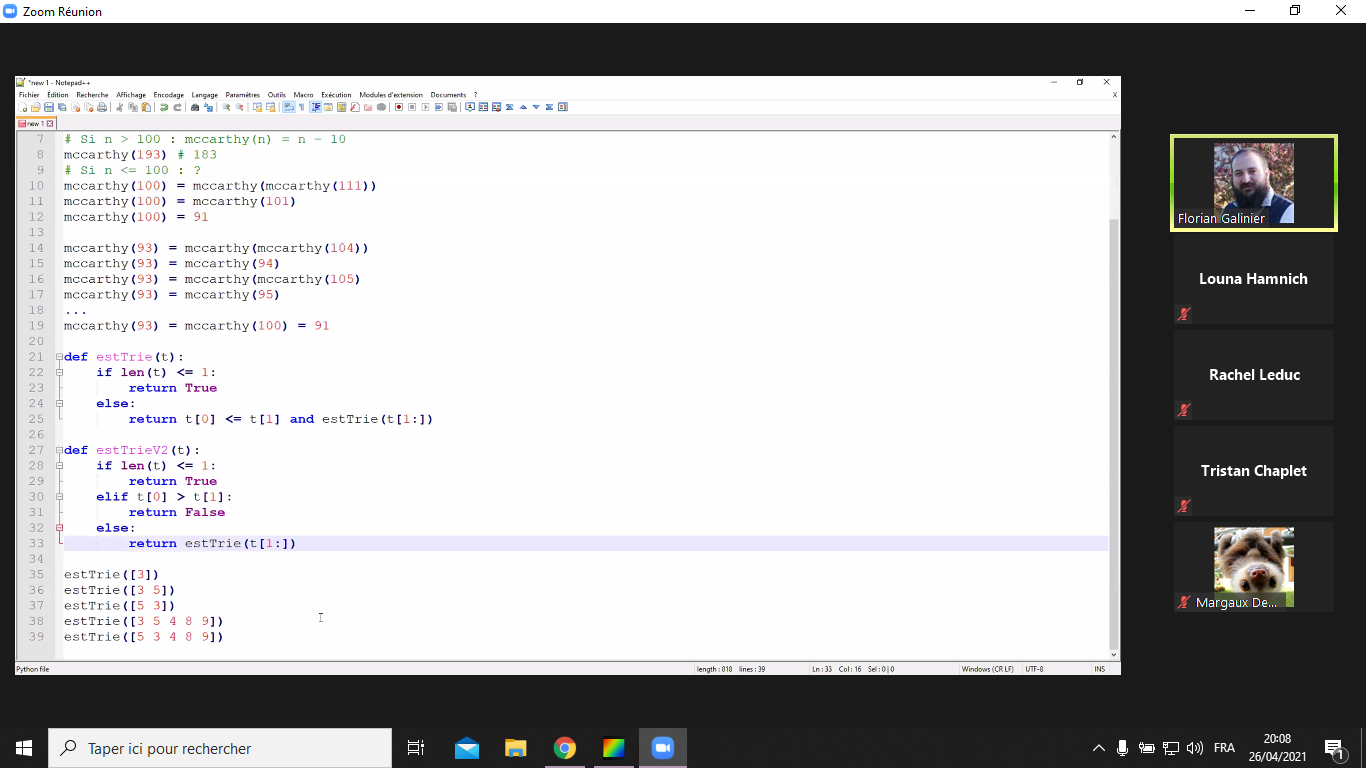 Zoom Réunion
*new 1 - Notepad++
Fichier Édition Recherche Affichage Encodage Langage Paramètres Outils Macro Exécution Modules d'extension Documents ?
X
new 1
7 # Si n > 100 : mccarthy(n) = n - 10
8 mccarthy(193) # 183
9 # Si n <= 100 : ?
10 mccarthy(100) = mccarthy(mccarthy(111))
11 mccarthy(100) = mccarthy(101)
12 mccarthy(100) = 91
13
14 mccarthy(93) = mccarthy(mccarthy(104))
15 mccarthy(93) = mccarthy(94)
16 mccarthy(93) = mccarthy(mccarthy(105)
17 mccarthy(93) = mccarthy(95)
18 ...
19 mccarthy(93) = mccarthy(100) = 91
20
21 def estTrie(t):
22 if len(t) <= 1:
23 return True
24 else:
25 return t[0] <= t[1] and estTrie(t[1:])
26
27 def estTrieV2(t):
28 if len(t) <= 1:
29 return True
30 elif t[0] > t[1]:
31 return False
32 else:
33 return estTrie(t[1:])
34
35 estTrie([3])
36 estTrie([3 5])
37 estTrie([5 3])
38 estTrie([3 5 4 8 9])
39 estTrie([5 3 4 8 9])
Python file length : 818 lines : 39 Ln : 33 Col : 16 Sel : 0 | 0 Windows (CR LF) UTF-8 INS
Florian Galinier
Louna Hamnich
Rachel Leduc
Tristan Chaplet
Margaux De...
Taper ici pour rechercher
FRA
20:08
26/04/2021
1